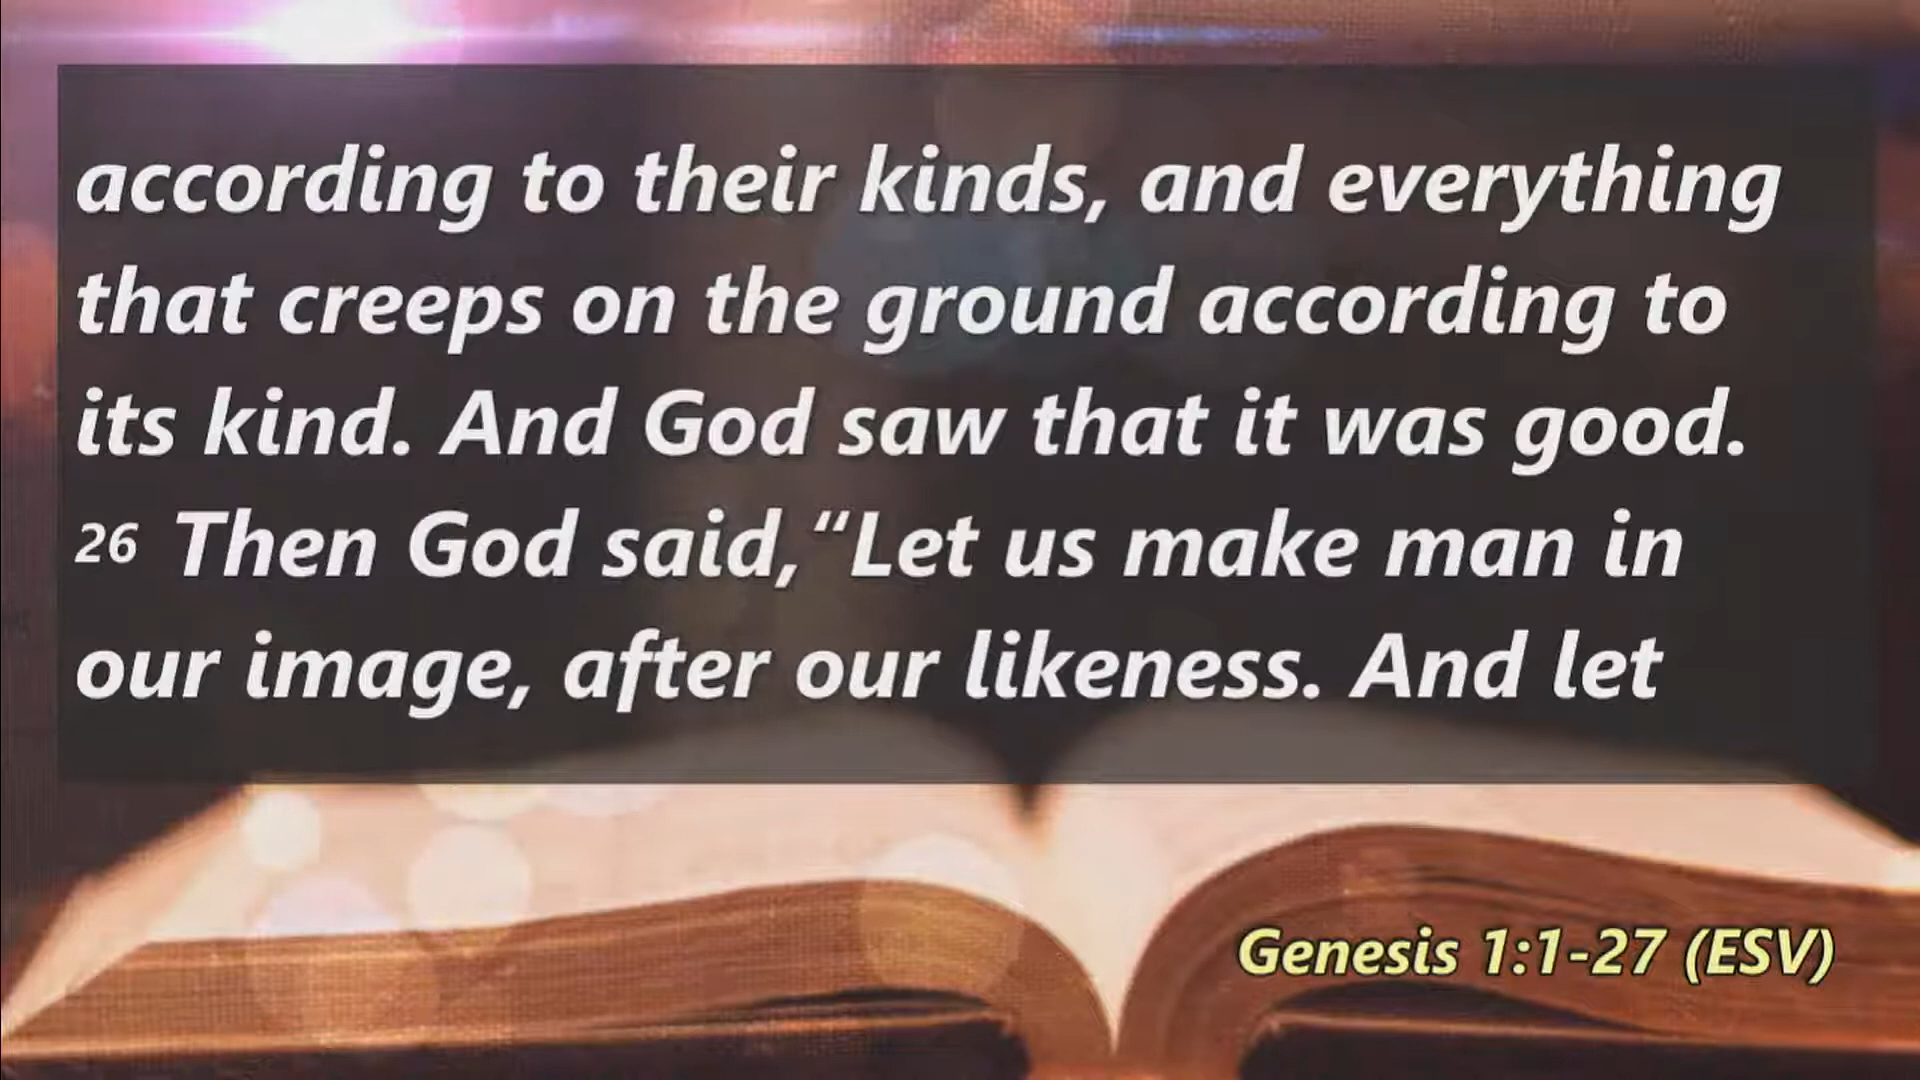 according to their kinds, and everything
that creeps on the ground according to
its kind. And God saw that it was good.
26 Then God said,“Let us make man in
our image, after our likeness. And let
Genesis 1:1-27 (ESV)